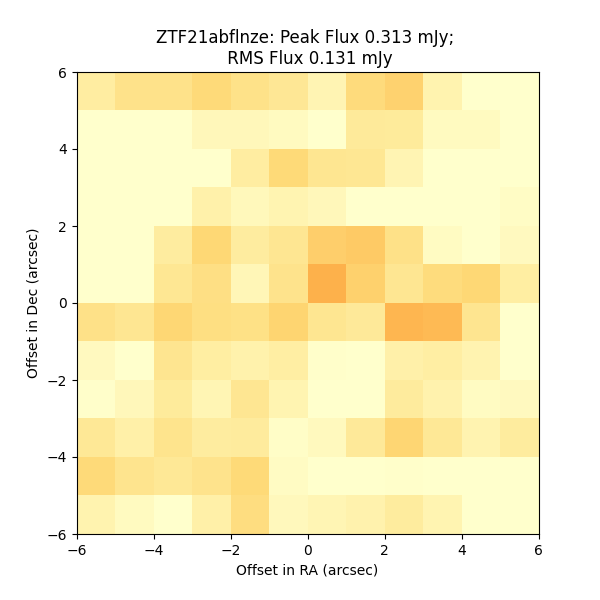 ZTF21abflnze: Peak Flux 0.313 mJy;
RMS Flux 0.131 mJy
6
4
2
0
−2
−4
−6
Offset in Dec (arcsec)
−6 −4 −2 0 2 4 6
Offset in RA (arcsec)